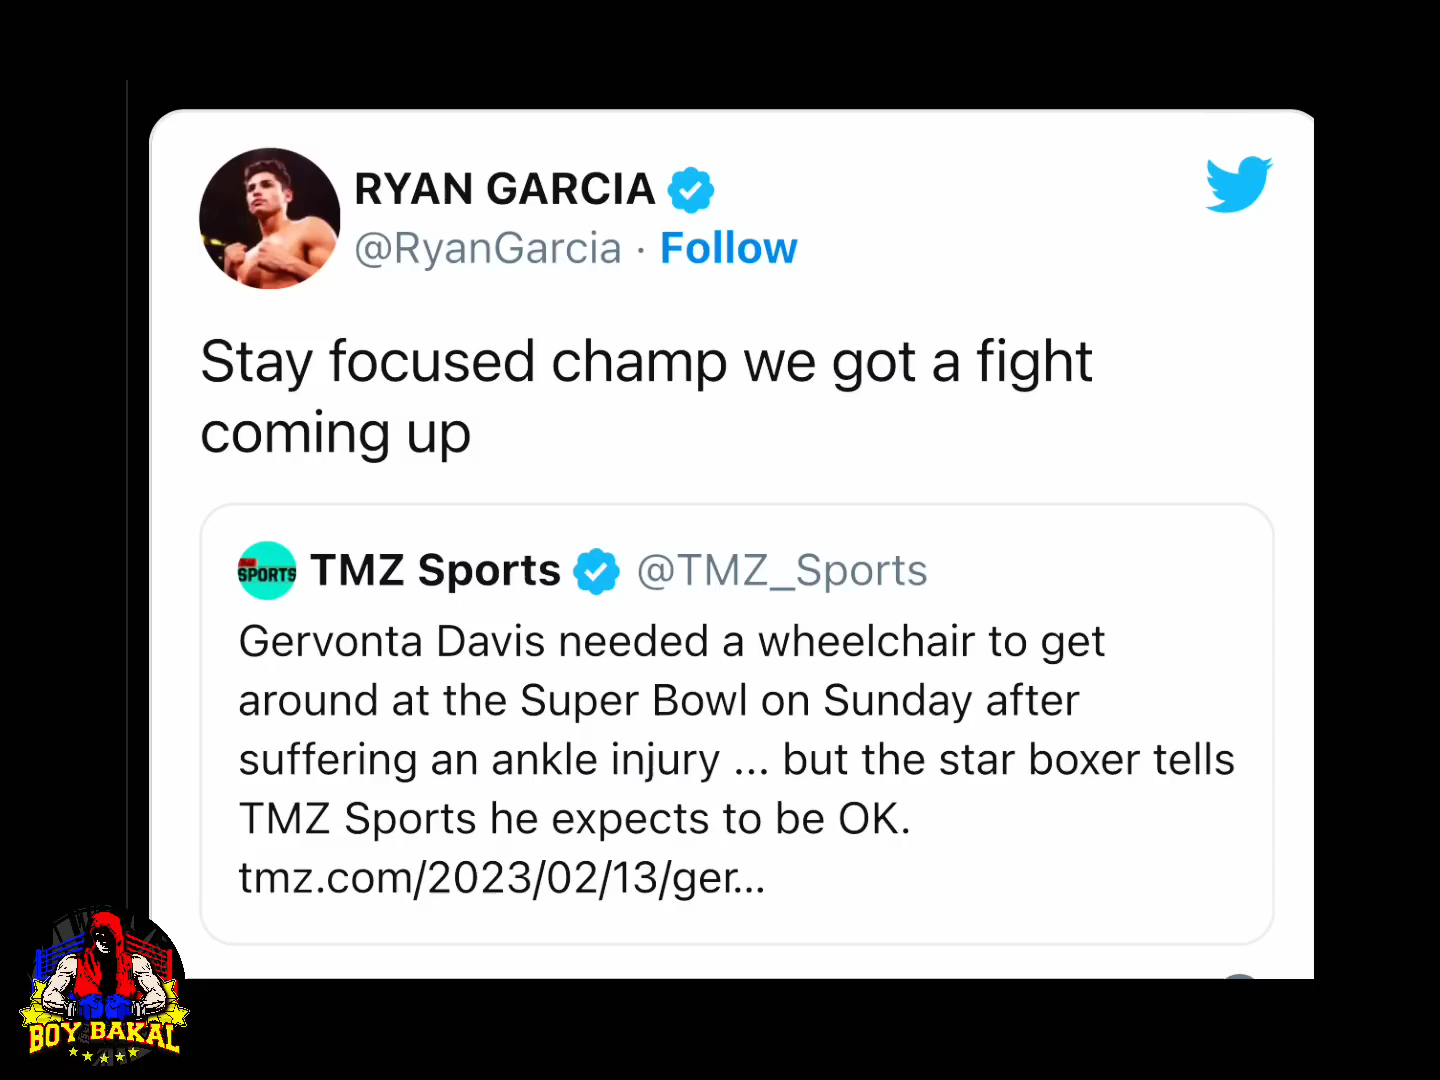 RYAN GARCIA
@RyanGarcia · Follow
Stay focused champ we got a fight
coming up
SPORTS
TMZ Sports @TMZ_Sports
Gervonta Davis needed a wheelchair to get
around at the Super Bowl on Sunday after
suffering an ankle injury ... but the star boxer tells
TMZ Sports he expects to be OK.
tmz.com/2023/02/13/ger...
BOY BAKAL